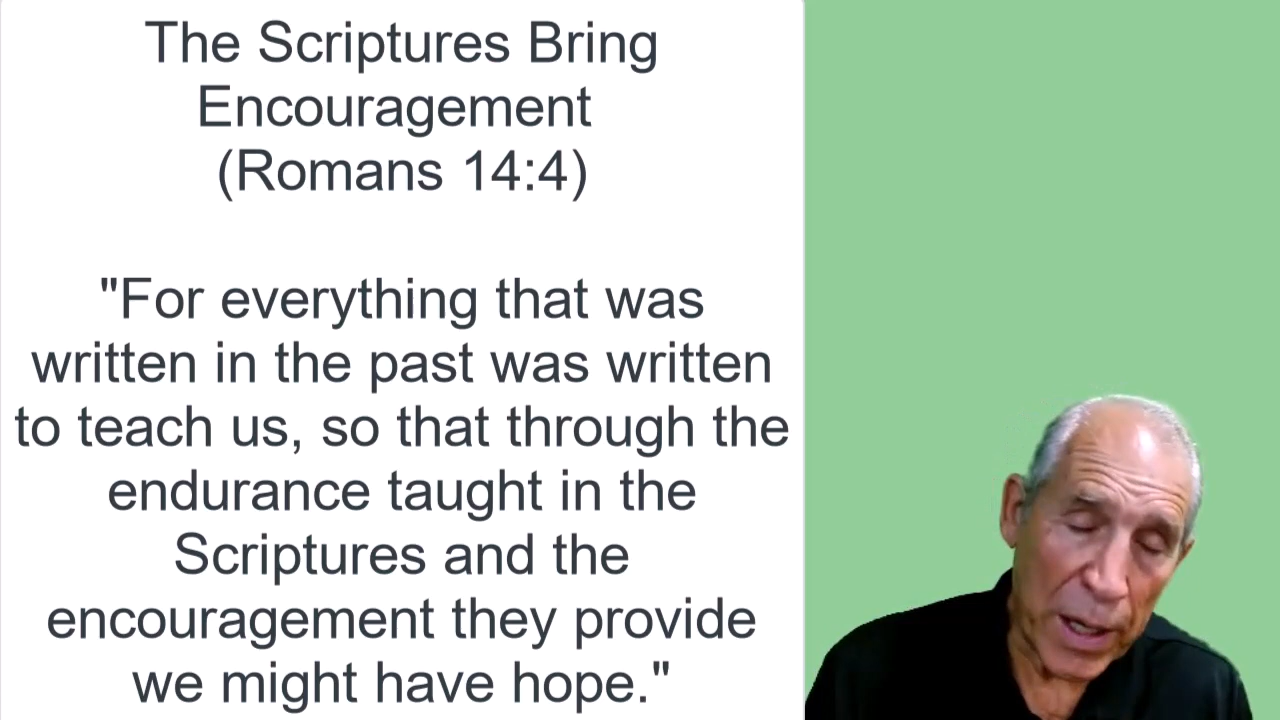 The Scriptures Bring
Encouragement
(Romans 14:4)
"For everything that was
written in the past was written
to teach us, so that through the
endurance taught in the
Scriptures and the
encouragement they provide
we might have hope."